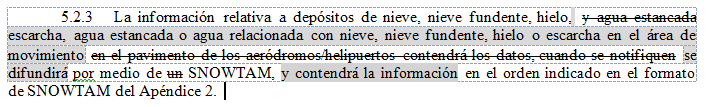 5.2.3 La información relativa a depósitos de nieve, nieve fundente, hielo, y agua estancada
escarcha, agua estancada o agua relacionada con nieve, nieve fundente, hielo o escarcha en el área de
movimiento en el pavimento de los aeródromos/helipuertos contendrá los datos, cuando se notifiquen se
difundirá por medio de un SNOWTAM, y contendrá la información en el orden indicado en el formato
de SNOWTAM del Apéndice 2.